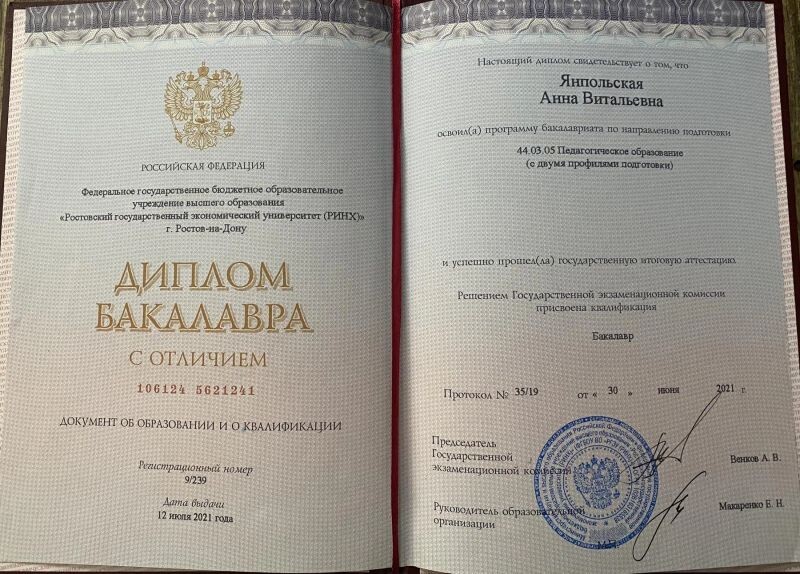 РОССИЙСКАЯ ФЕДЕРАЦИЯ
Федеральное государственное бюджетное образовательное
учреждение высшего образования
«Ростовский государственный экономический университет (РИНХ)»
г. Ростов-на-Дону
ДИПЛОМ
БАКАЛАВРА
С ОТЛИЧИЕМ
106124 5621241
ДОКУМЕНТ ОБ ОБРАЗОВАНИИ И О КВАЛИФИКАЦИИ
Регистрационный номер
9/239
Дата выдачи
12 июля 2021 года
Настоящий диплом свидетельствует о том, что
Янпольская
Анна Витальевна
освоил(а) программу бакалавриата по направлению подготовки
44.03.05 Педагогическое образование
(с двумя профилями подготовки)
и успешно прошел(ла) государственную итоговую аттестацию.
Решением Государственной экзаменационной комиссии
присвоена квалификация
Бакалавр
Протокол № 35/19 от « 30 » июня 2021 г.
Председатель
Государственной
экзаменационной комиссии
Венков А. В.
Руководитель образовательной
организации
Макаренко Е. Н.
М.П.